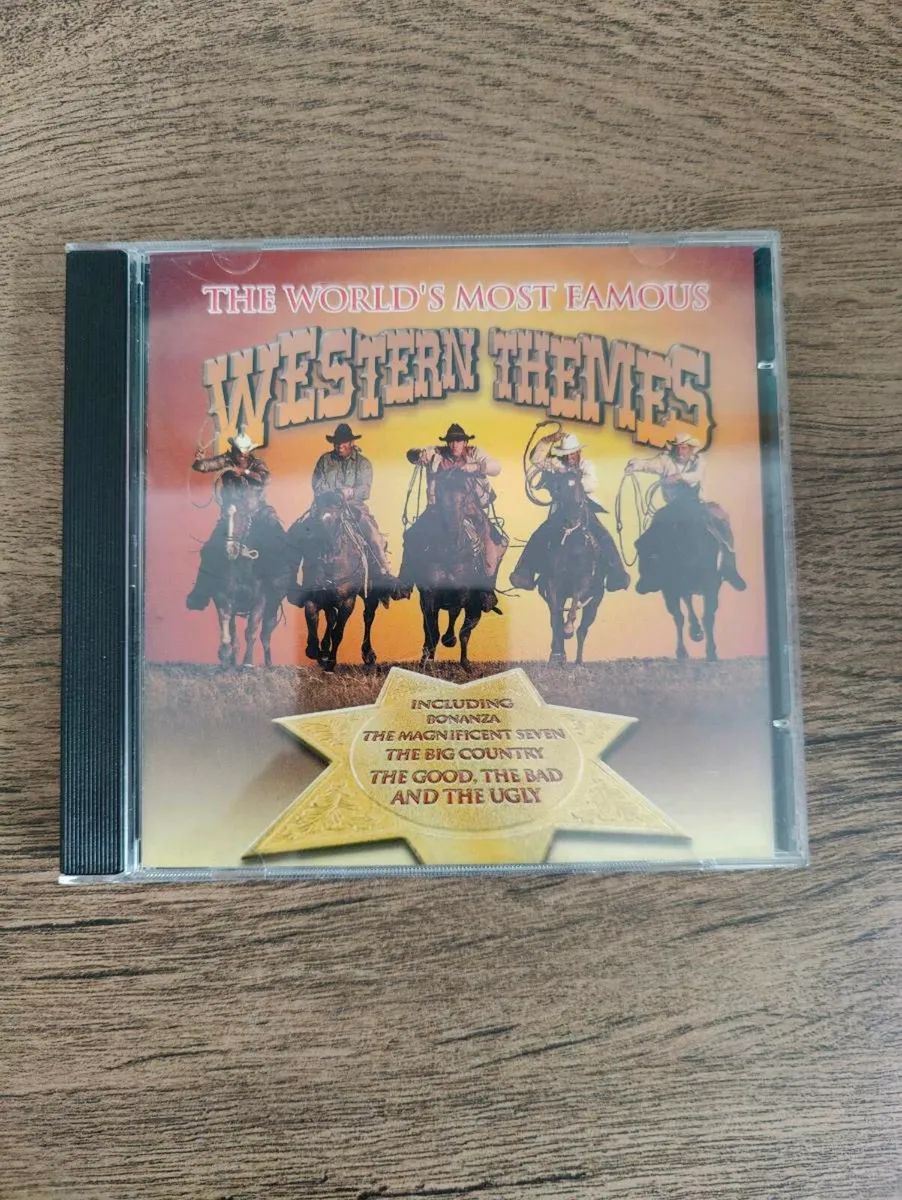 THE WORLD'S MOST FAMOUS
WESTERN THEMES
INCLUDING
BONANZA
THE MAGNIFICENT SEVEN
THE BIG COUNTRY
THE GOOD, THE BAD
AND THE UGLY